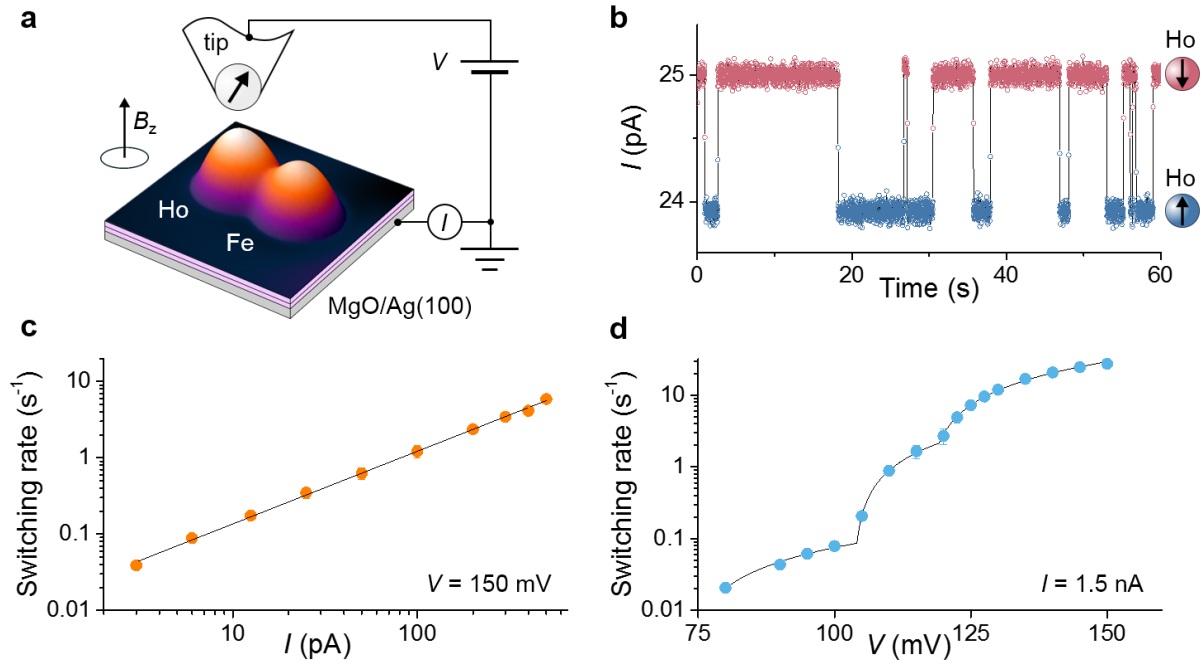 a
tip
V
B_z
Ho
Fe
I
MgO/Ag(100)
b
I (pA)
25
24
0
20
40
60
Time (s)
Ho
Ho
c
Switching rate (s⁻¹)
10
1
0.1
0.01
10
100
I (pA)
V = 150 mV
d
Switching rate (s⁻¹)
10
1
0.1
0.01
75
100
125
150
V (mV)
I = 1.5 nA